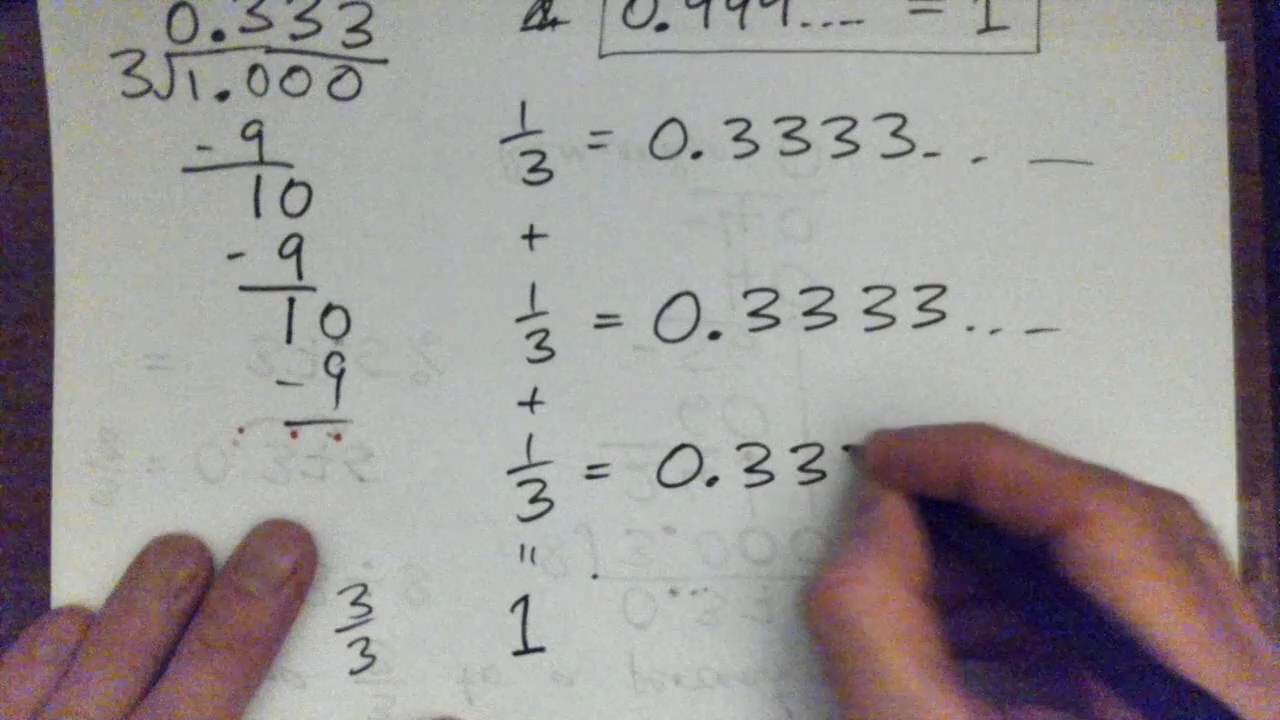 0.333
3√1.000
- 9
10
- 9
10
- 9
0.999.... = 1
1/3 = 0.3333...
+
1/3 = 0.3333...
+
1/3 = 0.33
=
3/3 1